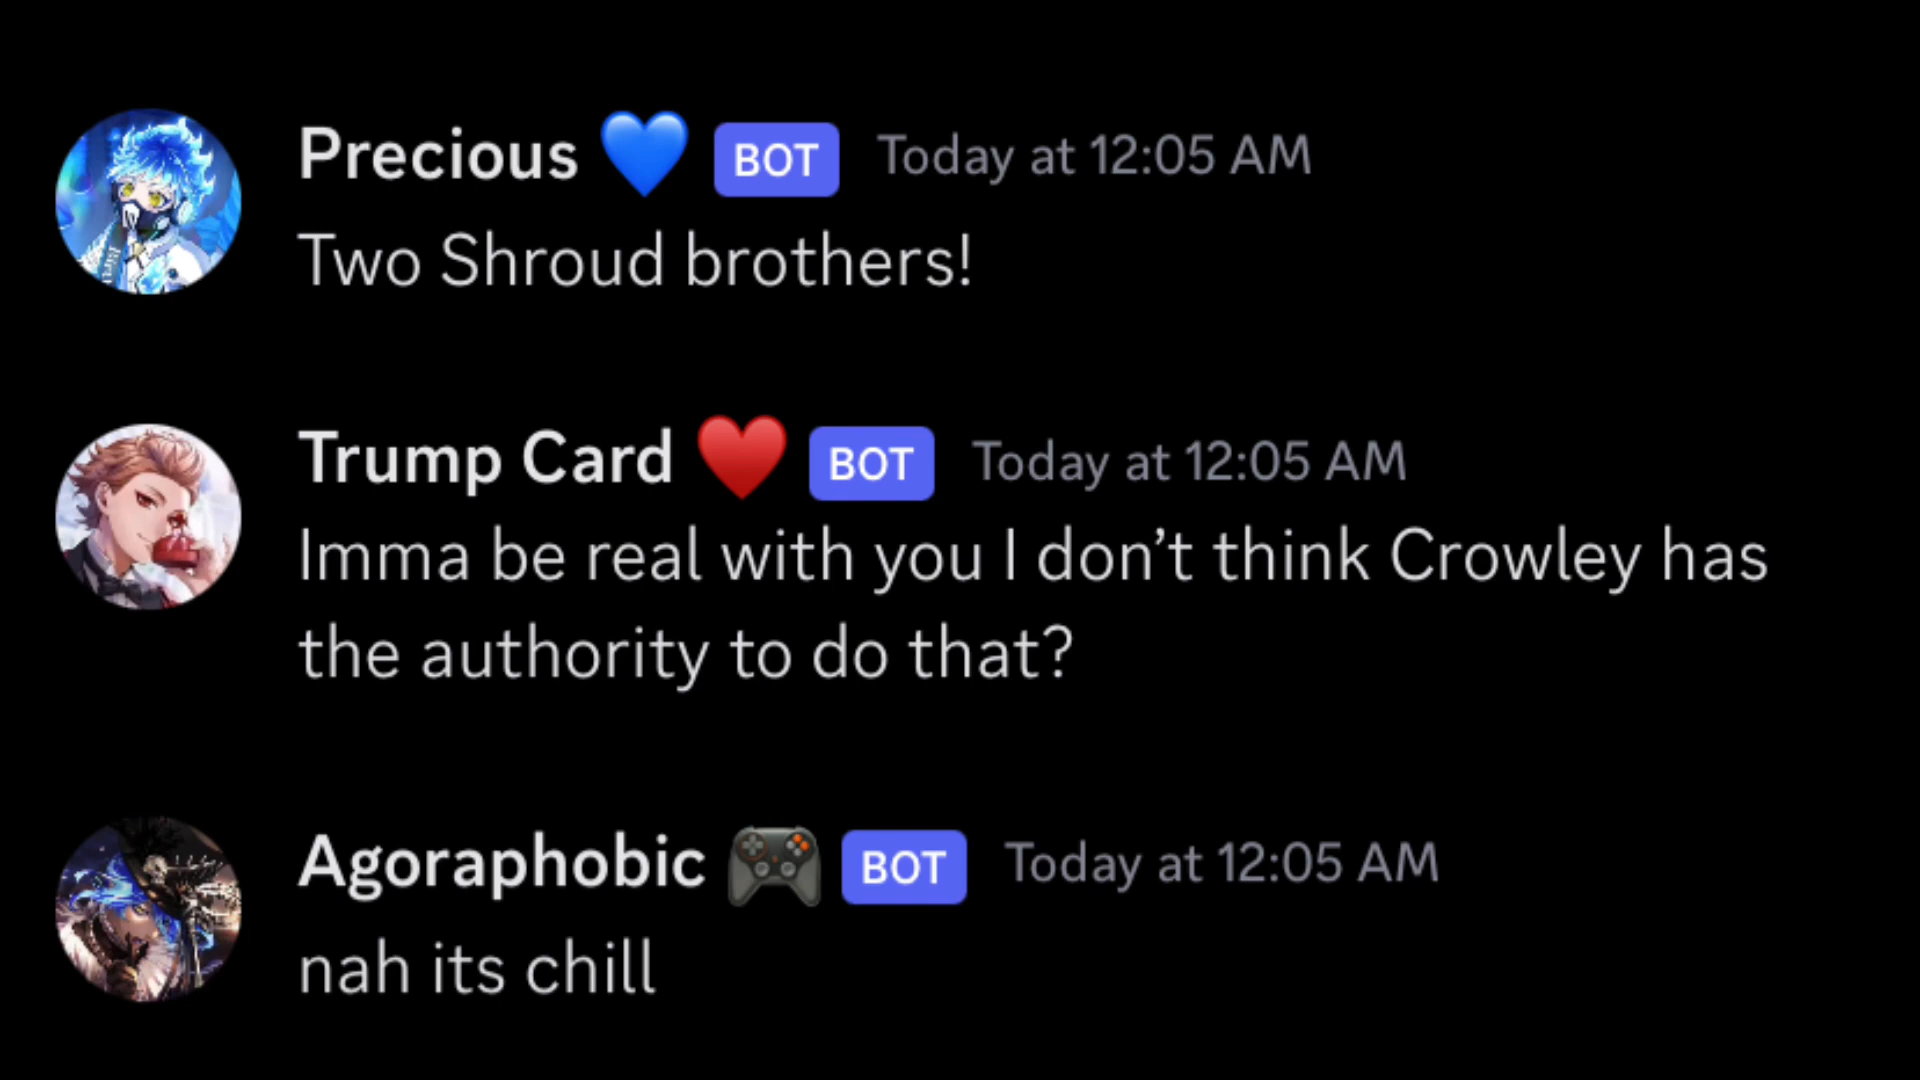 Precious 💙 BOT Today at 12:05 AM
Two Shroud brothers!
Trump Card ♥️ BOT Today at 12:05 AM
Imma be real with you I don’t think Crowley has
the authority to do that?
Agoraphobic 🎮 BOT Today at 12:05 AM
nah its chill